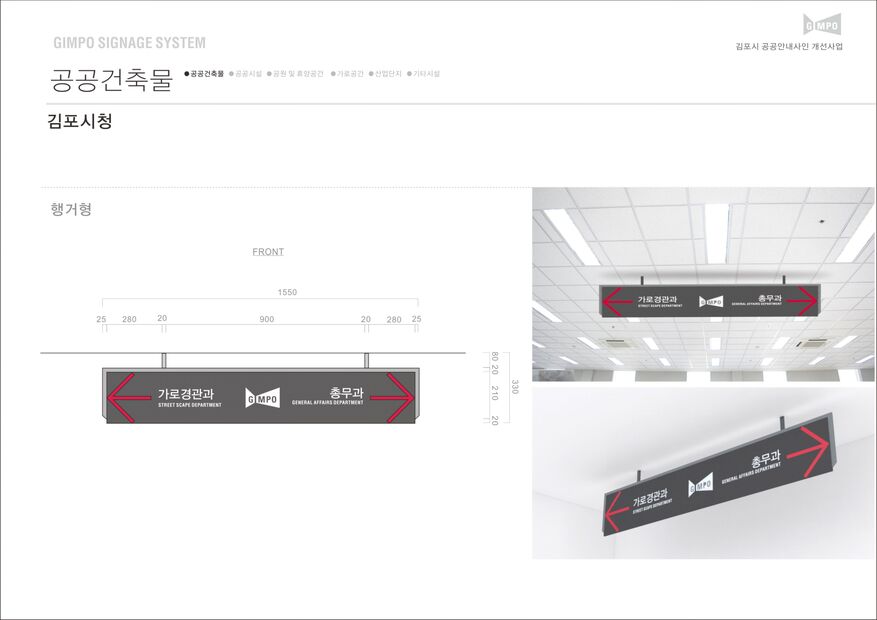 GIMPO SIGNAGE SYSTEM
GIMPO
김포시 공공안내사인 개선사업
공공건축물
●공공건축물 ●공공시설 ●공원 및 휴양공간 ●가로공간 ●산업단지 ●기타시설
김포시청
행거형
FRONT
1550
25 280 20 900 20 280 25
가로경관과
STREET SCAPE DEPARTMENT
GIMPO
총무과
GENERAL AFFAIRS DEPARTMENT
80
20
210
20
330
가로경관과
STREET SCAPE DEPARTMENT
GIMPO
총무과
GENERAL AFFAIRS DEPARTMENT
가로경관과
STREET SCAPE DEPARTMENT
GIMPO
총무과
GENERAL AFFAIRS DEPARTMENT